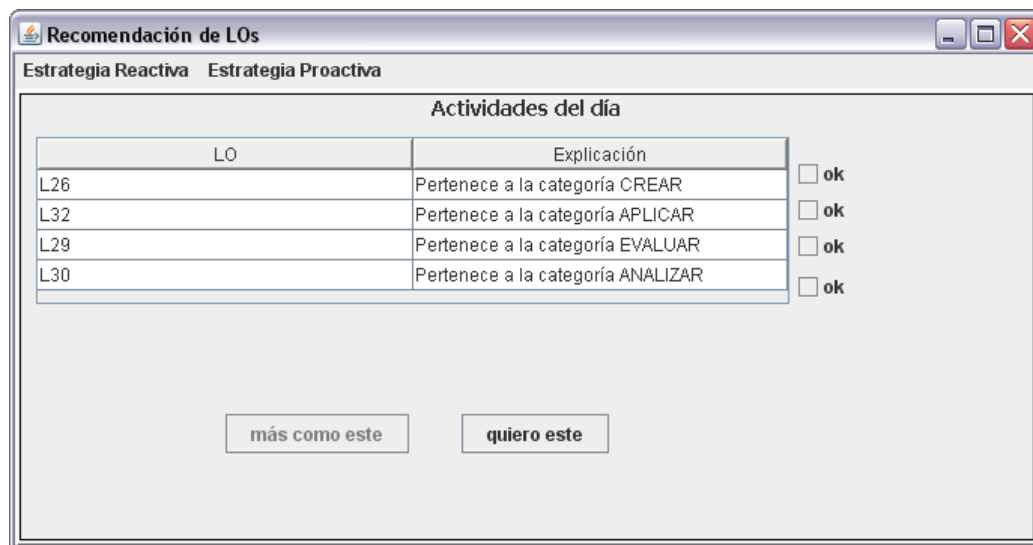 Recomendación de LOs
Estrategia Reactiva Estrategia Proactiva
Actividades del día
LO Explicación
L26 Pertenece a la categoría CREAR ok
L32 Pertenece a la categoría APLICAR ok
L29 Pertenece a la categoría EVALUAR ok
L30 Pertenece a la categoría ANALIZAR ok
más como este quiero este